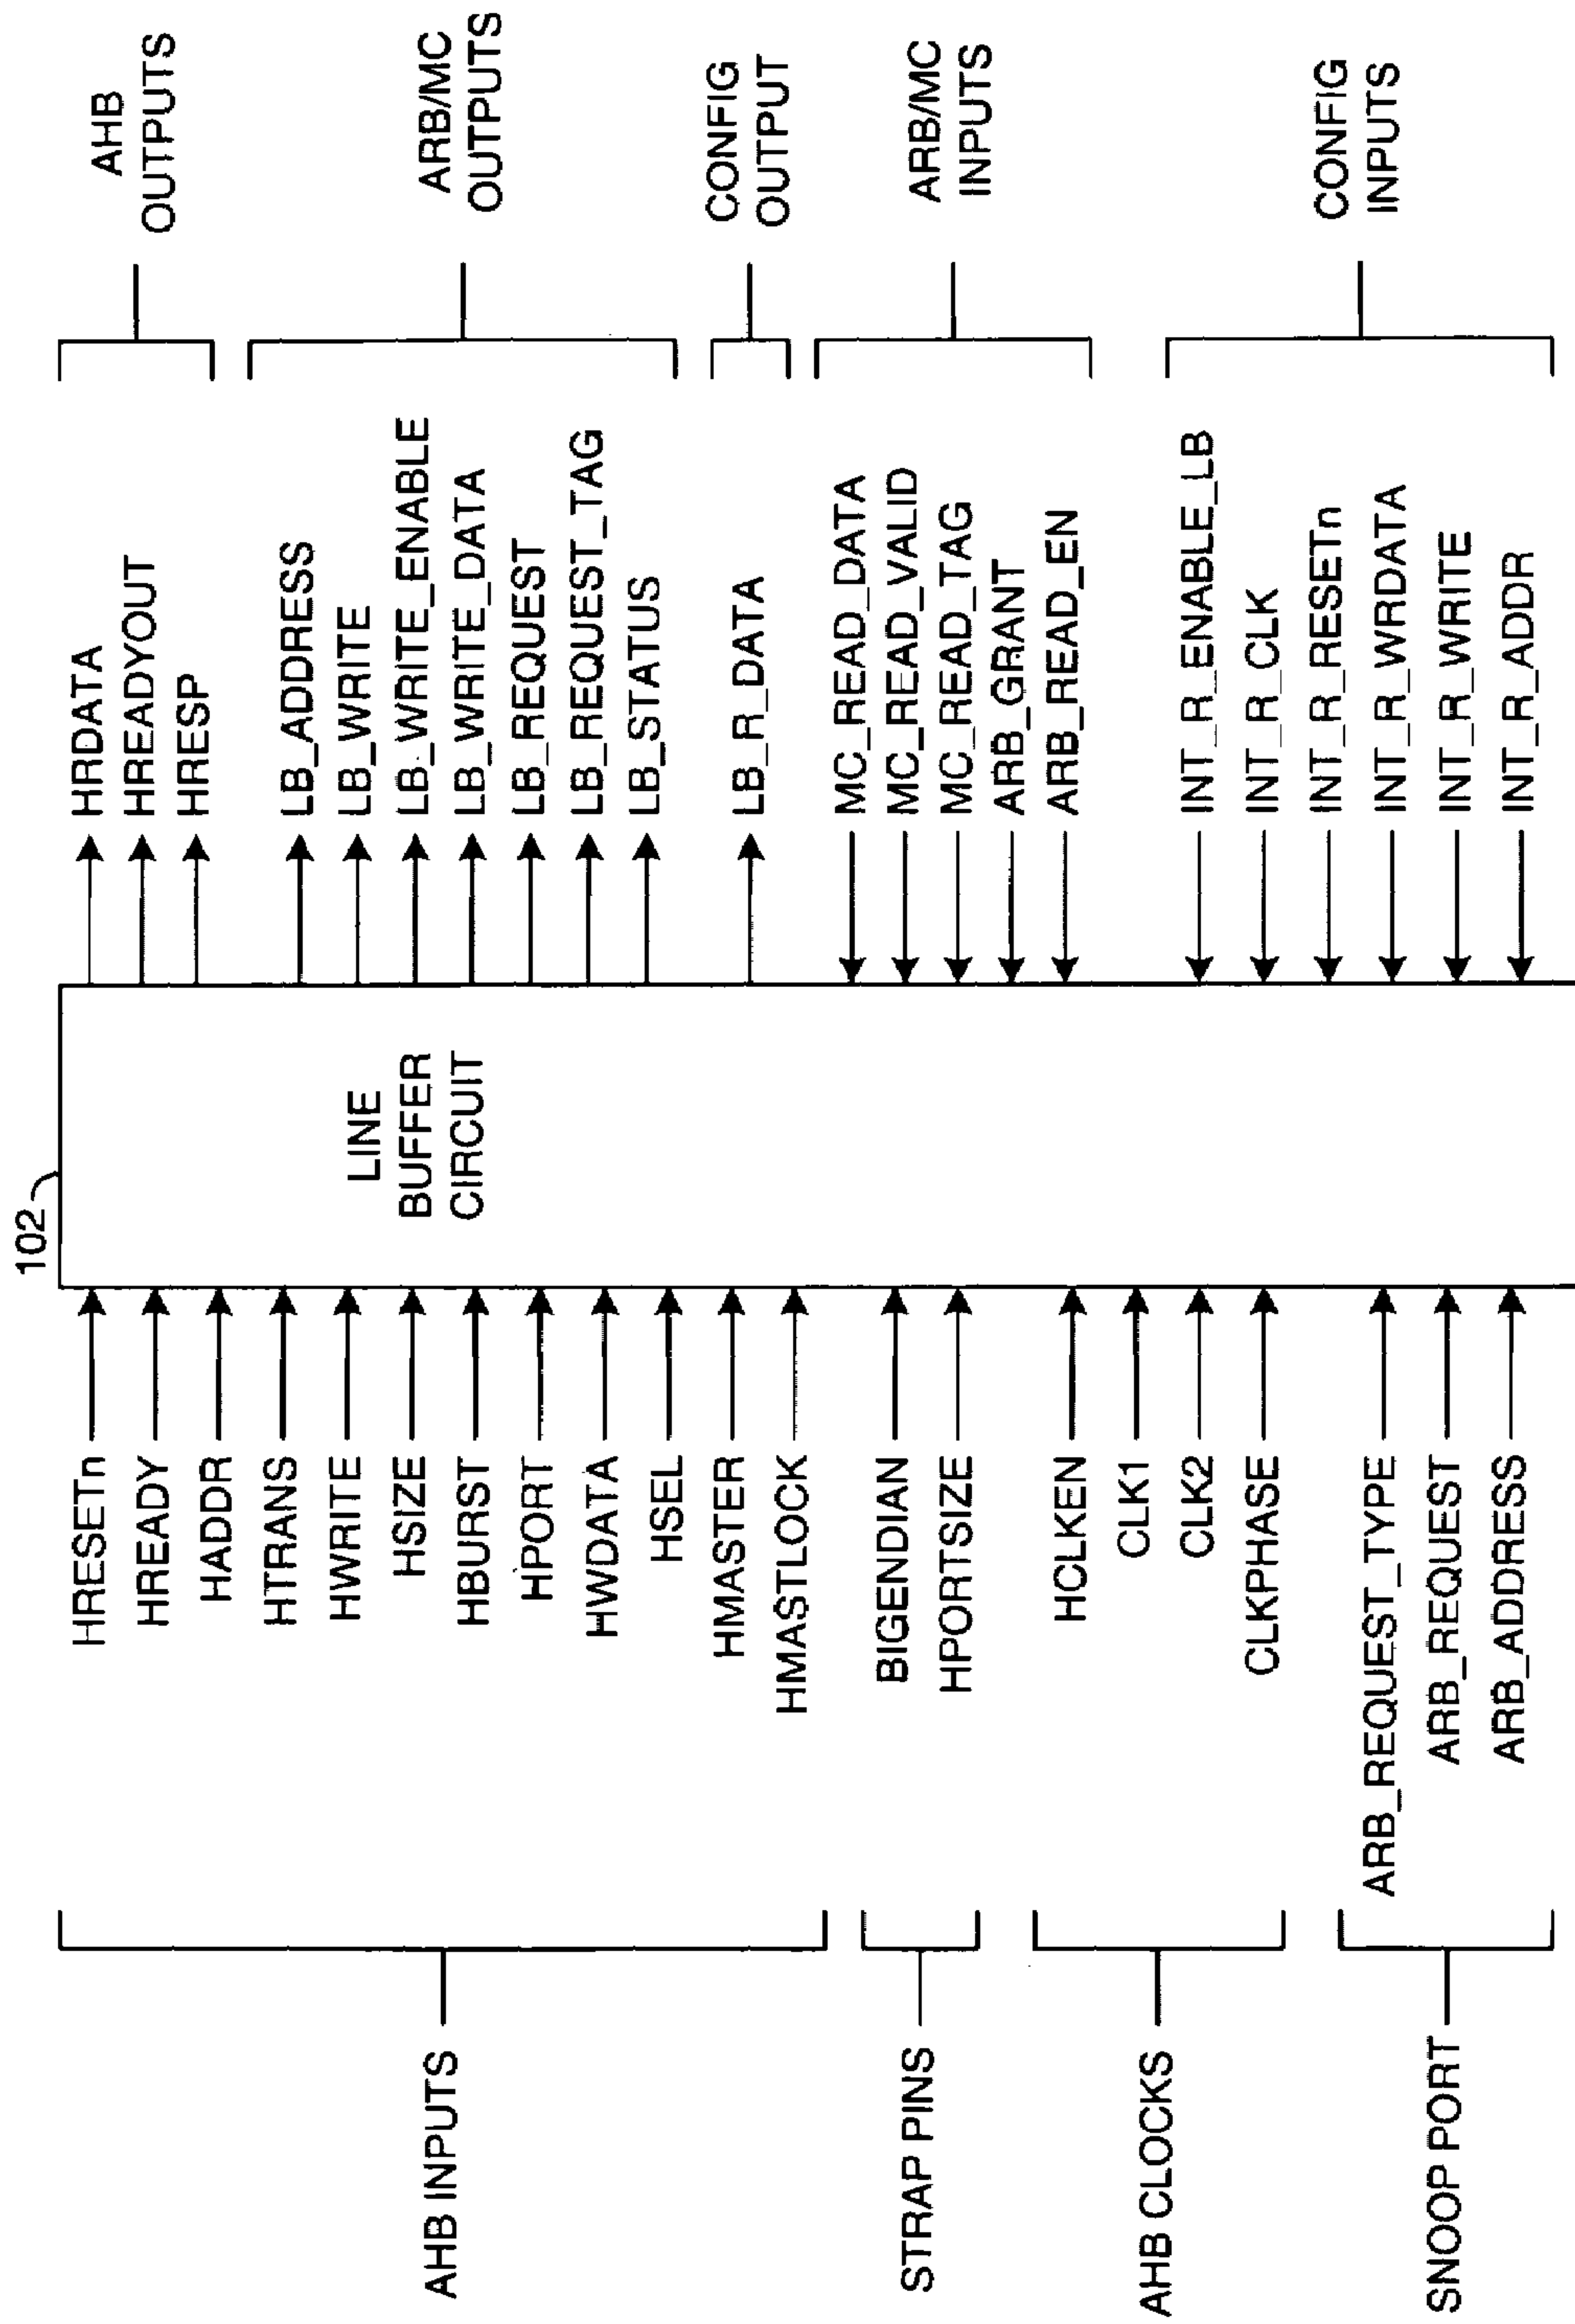 102
LINE
BUFFER
CIRCUIT
AHB INPUTS
HRESETn
HREADY
HADDR
HTRANS
HWRITE
HSIZE
HBURST
HPORT
HWDATA
HSEL
HMASTER
HMASTLOCK
STRAP PINS
BIGENDIAN
HPORTSIZE
AHB CLOCKS
HCLKEN
CLK1
CLK2
CLKPHASE
SNOOP PORT
ARB_REQUEST_TYPE
ARB_REQUEST
ARB_ADDRESS
HRDATA
HREADYOUT
HRESP
AHB
OUTPUTS
LB_ADDRESS
LB_WRITE
LB_WRITE_ENABLE
LB_WRITE_DATA
LB_REQUEST
LB_REQUEST_TAG
LB_STATUS
ARB/MC
OUTPUTS
LB_R_DATA
CONFIG
OUTPUT
MC_READ_DATA
MC_READ_VALID
MC_READ_TAG
ARB_GRANT
ARB_READ_EN
ARB/MC
INPUTS
INT_R_ENABLE_LB
INT_R_CLK
INT_R_RESETn
INT_R_WRDATA
INT_R_WRITE
INT_R_ADDR
CONFIG
INPUTS